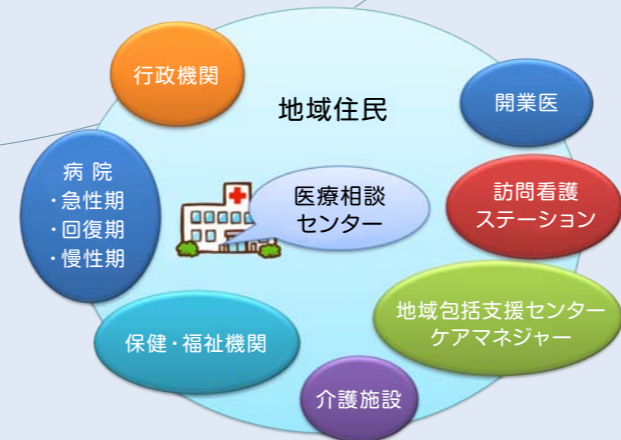 行政機関
地域住民
開業医
病 院
・急性期
・回復期
・慢性期
医療相談
センター
訪問看護
ステーション
地域包括支援センター
ケアマネジャー
保健・福祉機関
介護施設